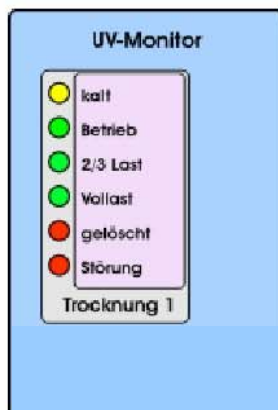 UV-Monitor
kalt
Betrieb
2/3 Last
Vollast
gelöscht
Störung
Trocknung 1